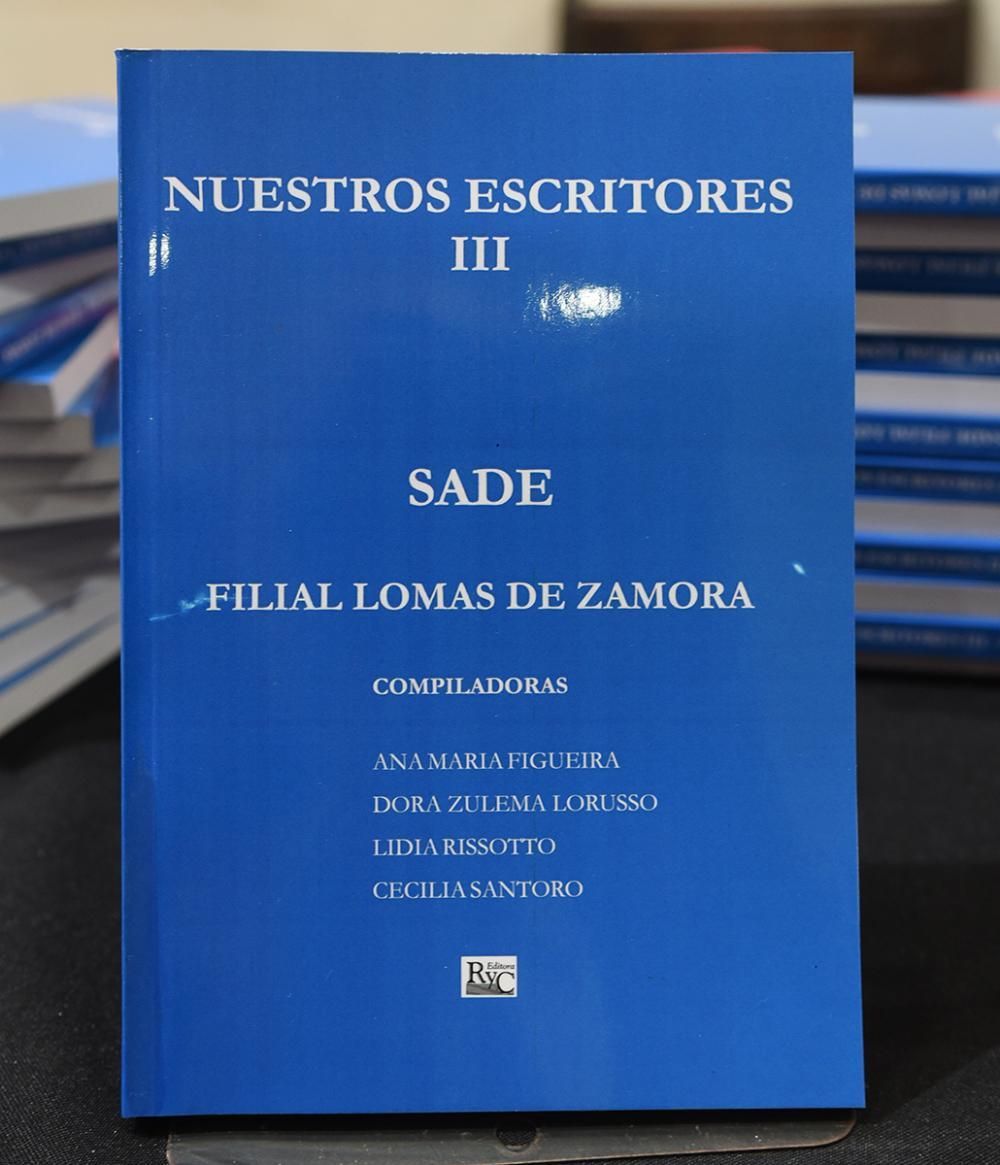 NUESTROS ESCRITORES
III
SADE
FILIAL LOMAS DE ZAMORA
COMPILADORAS
ANA MARIA FIGUEIRA
DORA ZULEMA LORUSSO
LIDIA RISSOTTO
CECILIA SANTORO
Editora
RyC